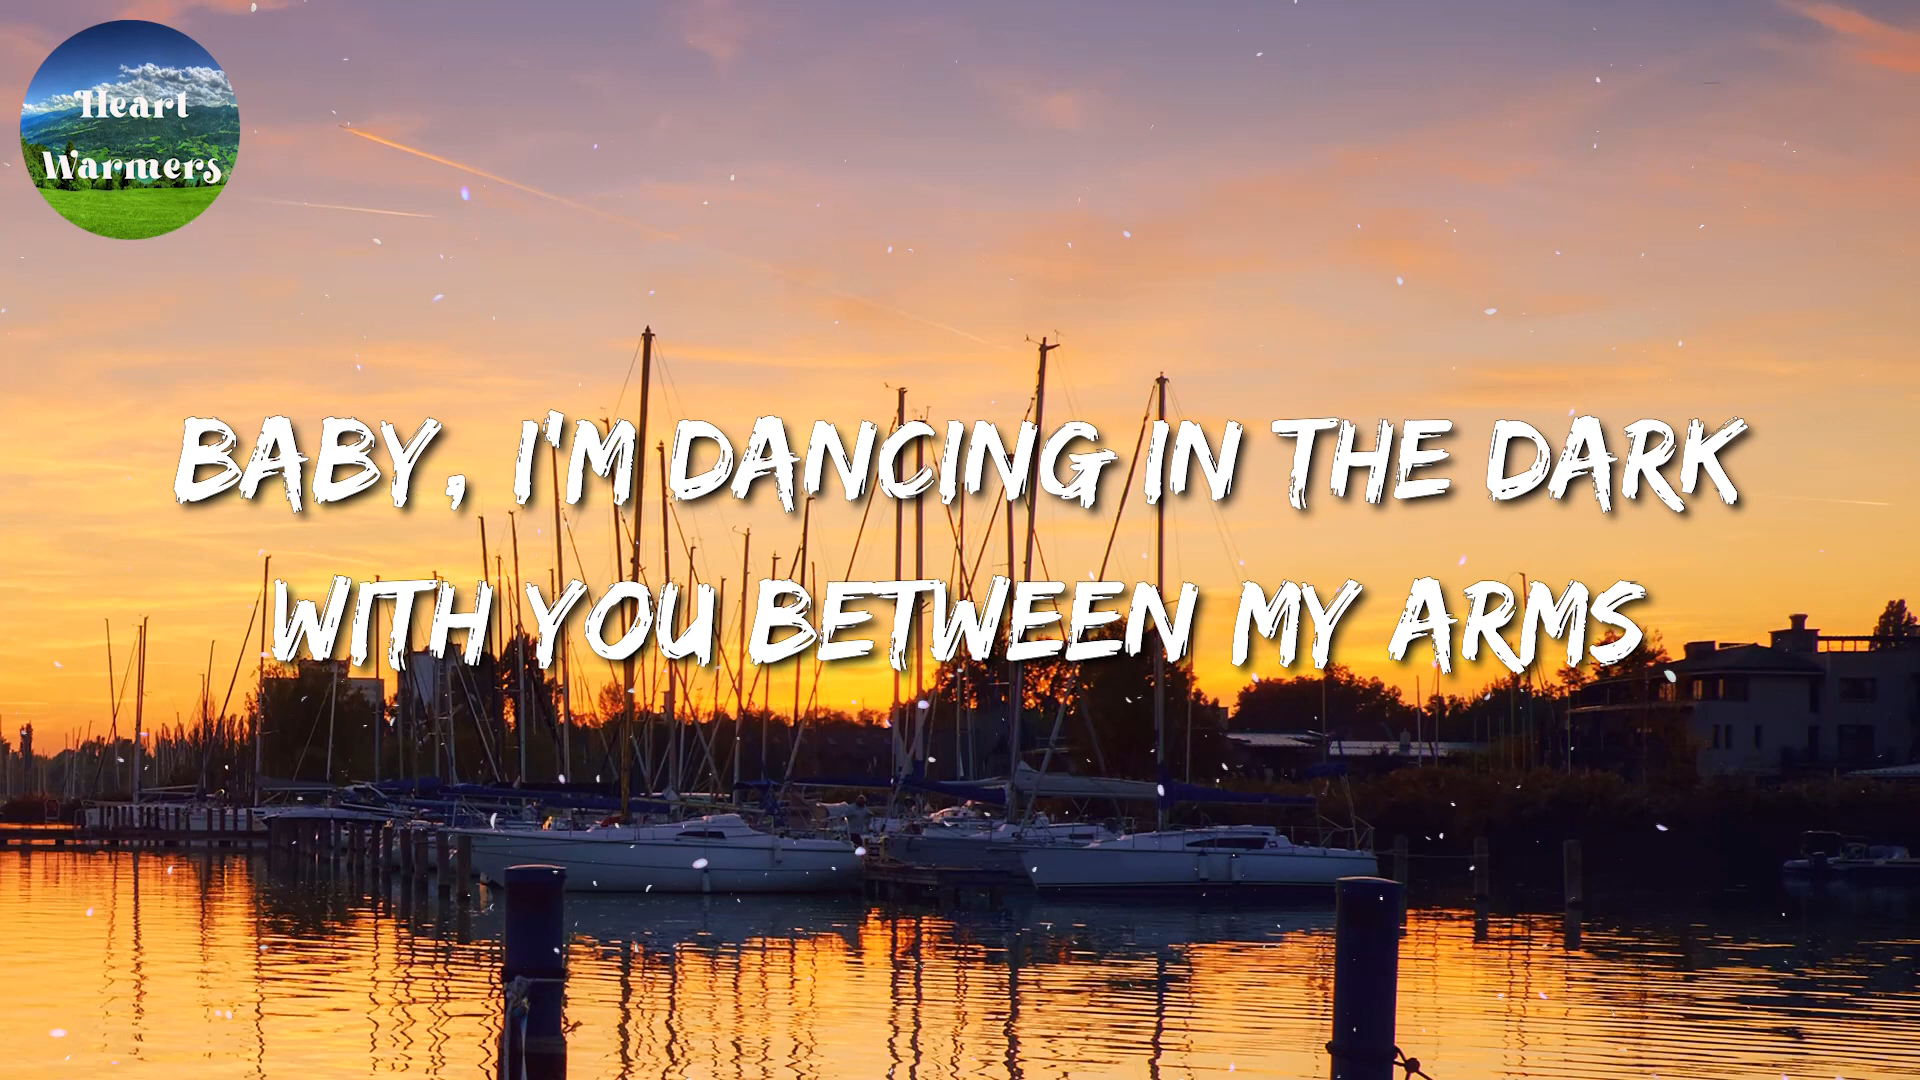 Heart
Warmers
BABY, I'M DANCING IN THE DARK
WITH YOU BETWEEN MY ARMS